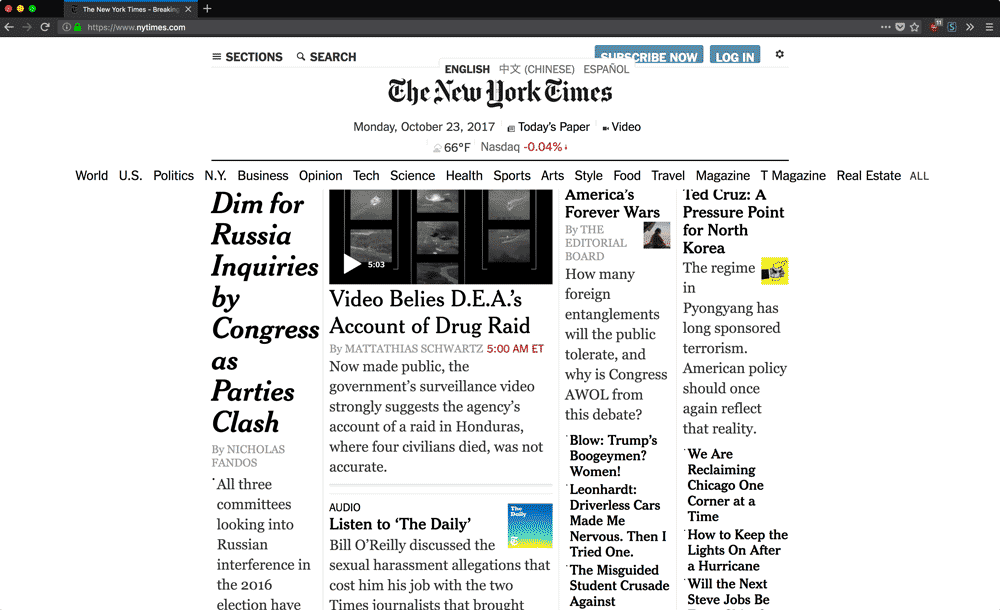 The New York Times – Breaking
https://www.nytimes.com
11
SECTIONS
SEARCH
SUBSCRIBE NOW
LOG IN
ENGLISH 中文 (CHINESE) ESPAÑOL
The New York Times
Monday, October 23, 2017
Today's Paper
Video
66°F
Nasdaq -0.04%
World U.S. Politics N.Y. Business Opinion Tech Science Health Sports Arts Style Food Travel Magazine T Magazine Real Estate ALL
Dim for
Russia
Inquiries
by
Congress
as
Parties
Clash
By NICHOLAS
FANDOS
All three
committees
looking into
Russian
interference in
the 2016
election have
5:03
Video Belies D.E.A.'s
Account of Drug Raid
By MATTATHIAS SCHWARTZ 5:00 AM ET
Now made public, the
government's surveillance video
strongly suggests the agency's
account of a raid in Honduras,
where four civilians died, was not
accurate.
AUDIO
Listen to 'The Daily'
The
Daily
Bill O'Reilly discussed the
sexual harassment allegations that
cost him his job with the two
Times journalists that brought
America's
Forever Wars
By THE
EDITORIAL
BOARD
How many
foreign
entanglements
will the public
tolerate, and
why is Congress
AWOL from
this debate?
Blow: Trump's
Boogeymen?
Women!
Leonhardt:
Driverless Cars
Made Me
Nervous. Then I
Tried One.
The Misguided
Student Crusade
Against
Ted Cruz: A
Pressure Point
for North
Korea
The regime
in
Pyongyang has
long sponsored
terrorism.
American policy
should once
again reflect
that reality.
We Are
Reclaiming
Chicago One
Corner at a
Time
How to Keep the
Lights On After
a Hurricane
Will the Next
Steve Jobs Be